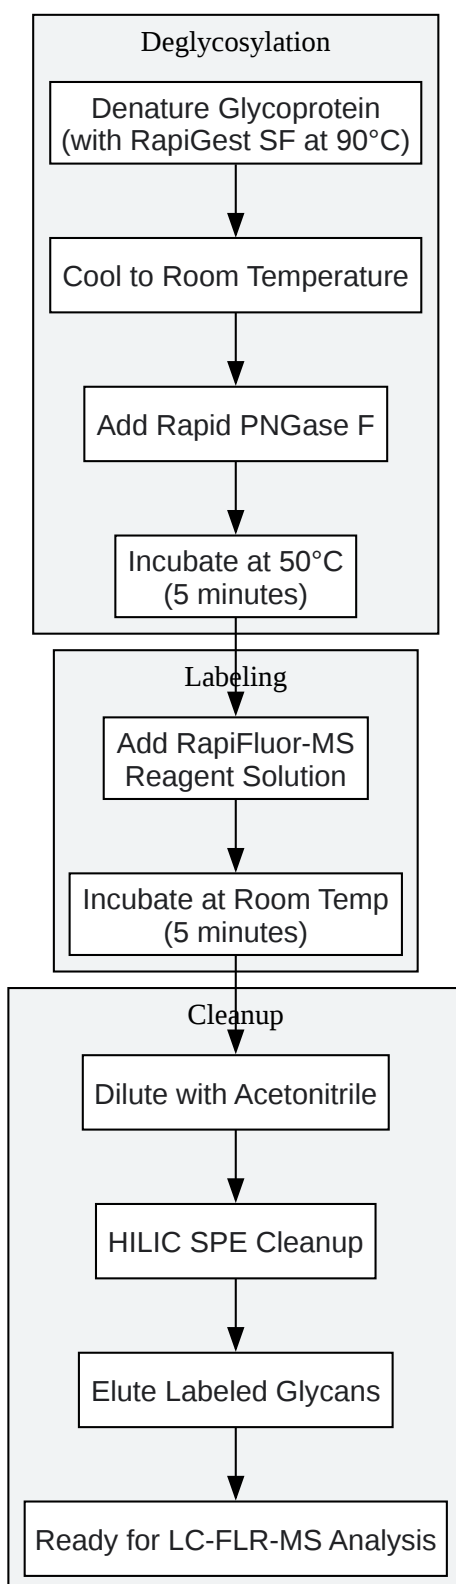 Deglycosylation
Denature Glycoprotein
(with RapiGest SF at 90°C)
Cool to Room Temperature
Add Rapid PNGase F
Incubate at 50°C
(5 minutes)
Labeling
Add RapiFluor-MS
Reagent Solution
Incubate at Room Temp
(5 minutes)
Cleanup
Dilute with Acetonitrile
HILIC SPE Cleanup
Elute Labeled Glycans
Ready for LC-FLR-MS Analysis